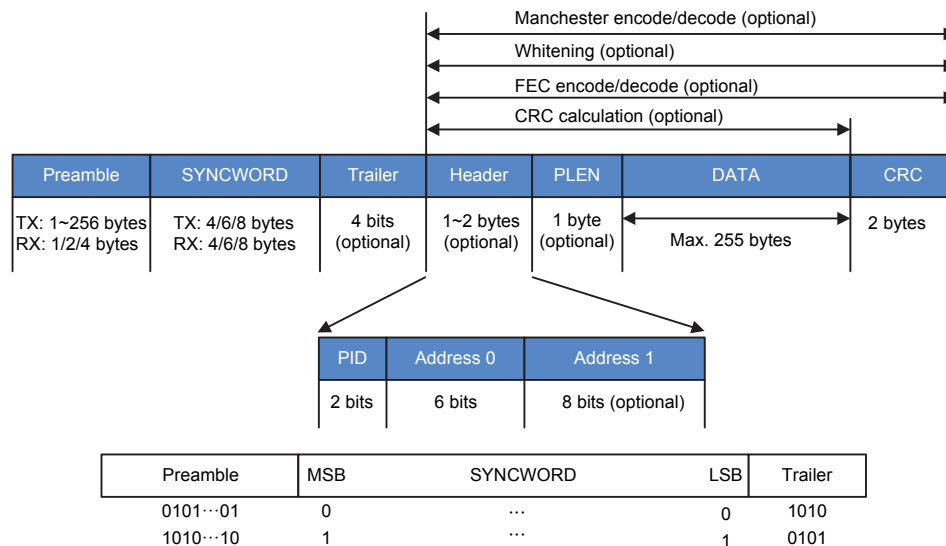 Manchester encode/decode (optional)
Whitening (optional)
FEC encode/decode (optional)
CRC calculation (optional)
Preamble SYNCWORD Trailer Header PLEN DATA CRC
TX: 1~256 bytes TX: 4/6/8 bytes 4 bits 1~2 bytes 1 byte 2 bytes
RX: 1/2/4 bytes RX: 4/6/8 bytes (optional) (optional) (optional) Max. 255 bytes
PID Address 0 Address 1
2 bits 6 bits 8 bits (optional)
Preamble MSB SYNCWORD LSB Trailer
0101⋯01 0 ⋯ 0 1010
1010⋯10 1 ⋯ 1 0101